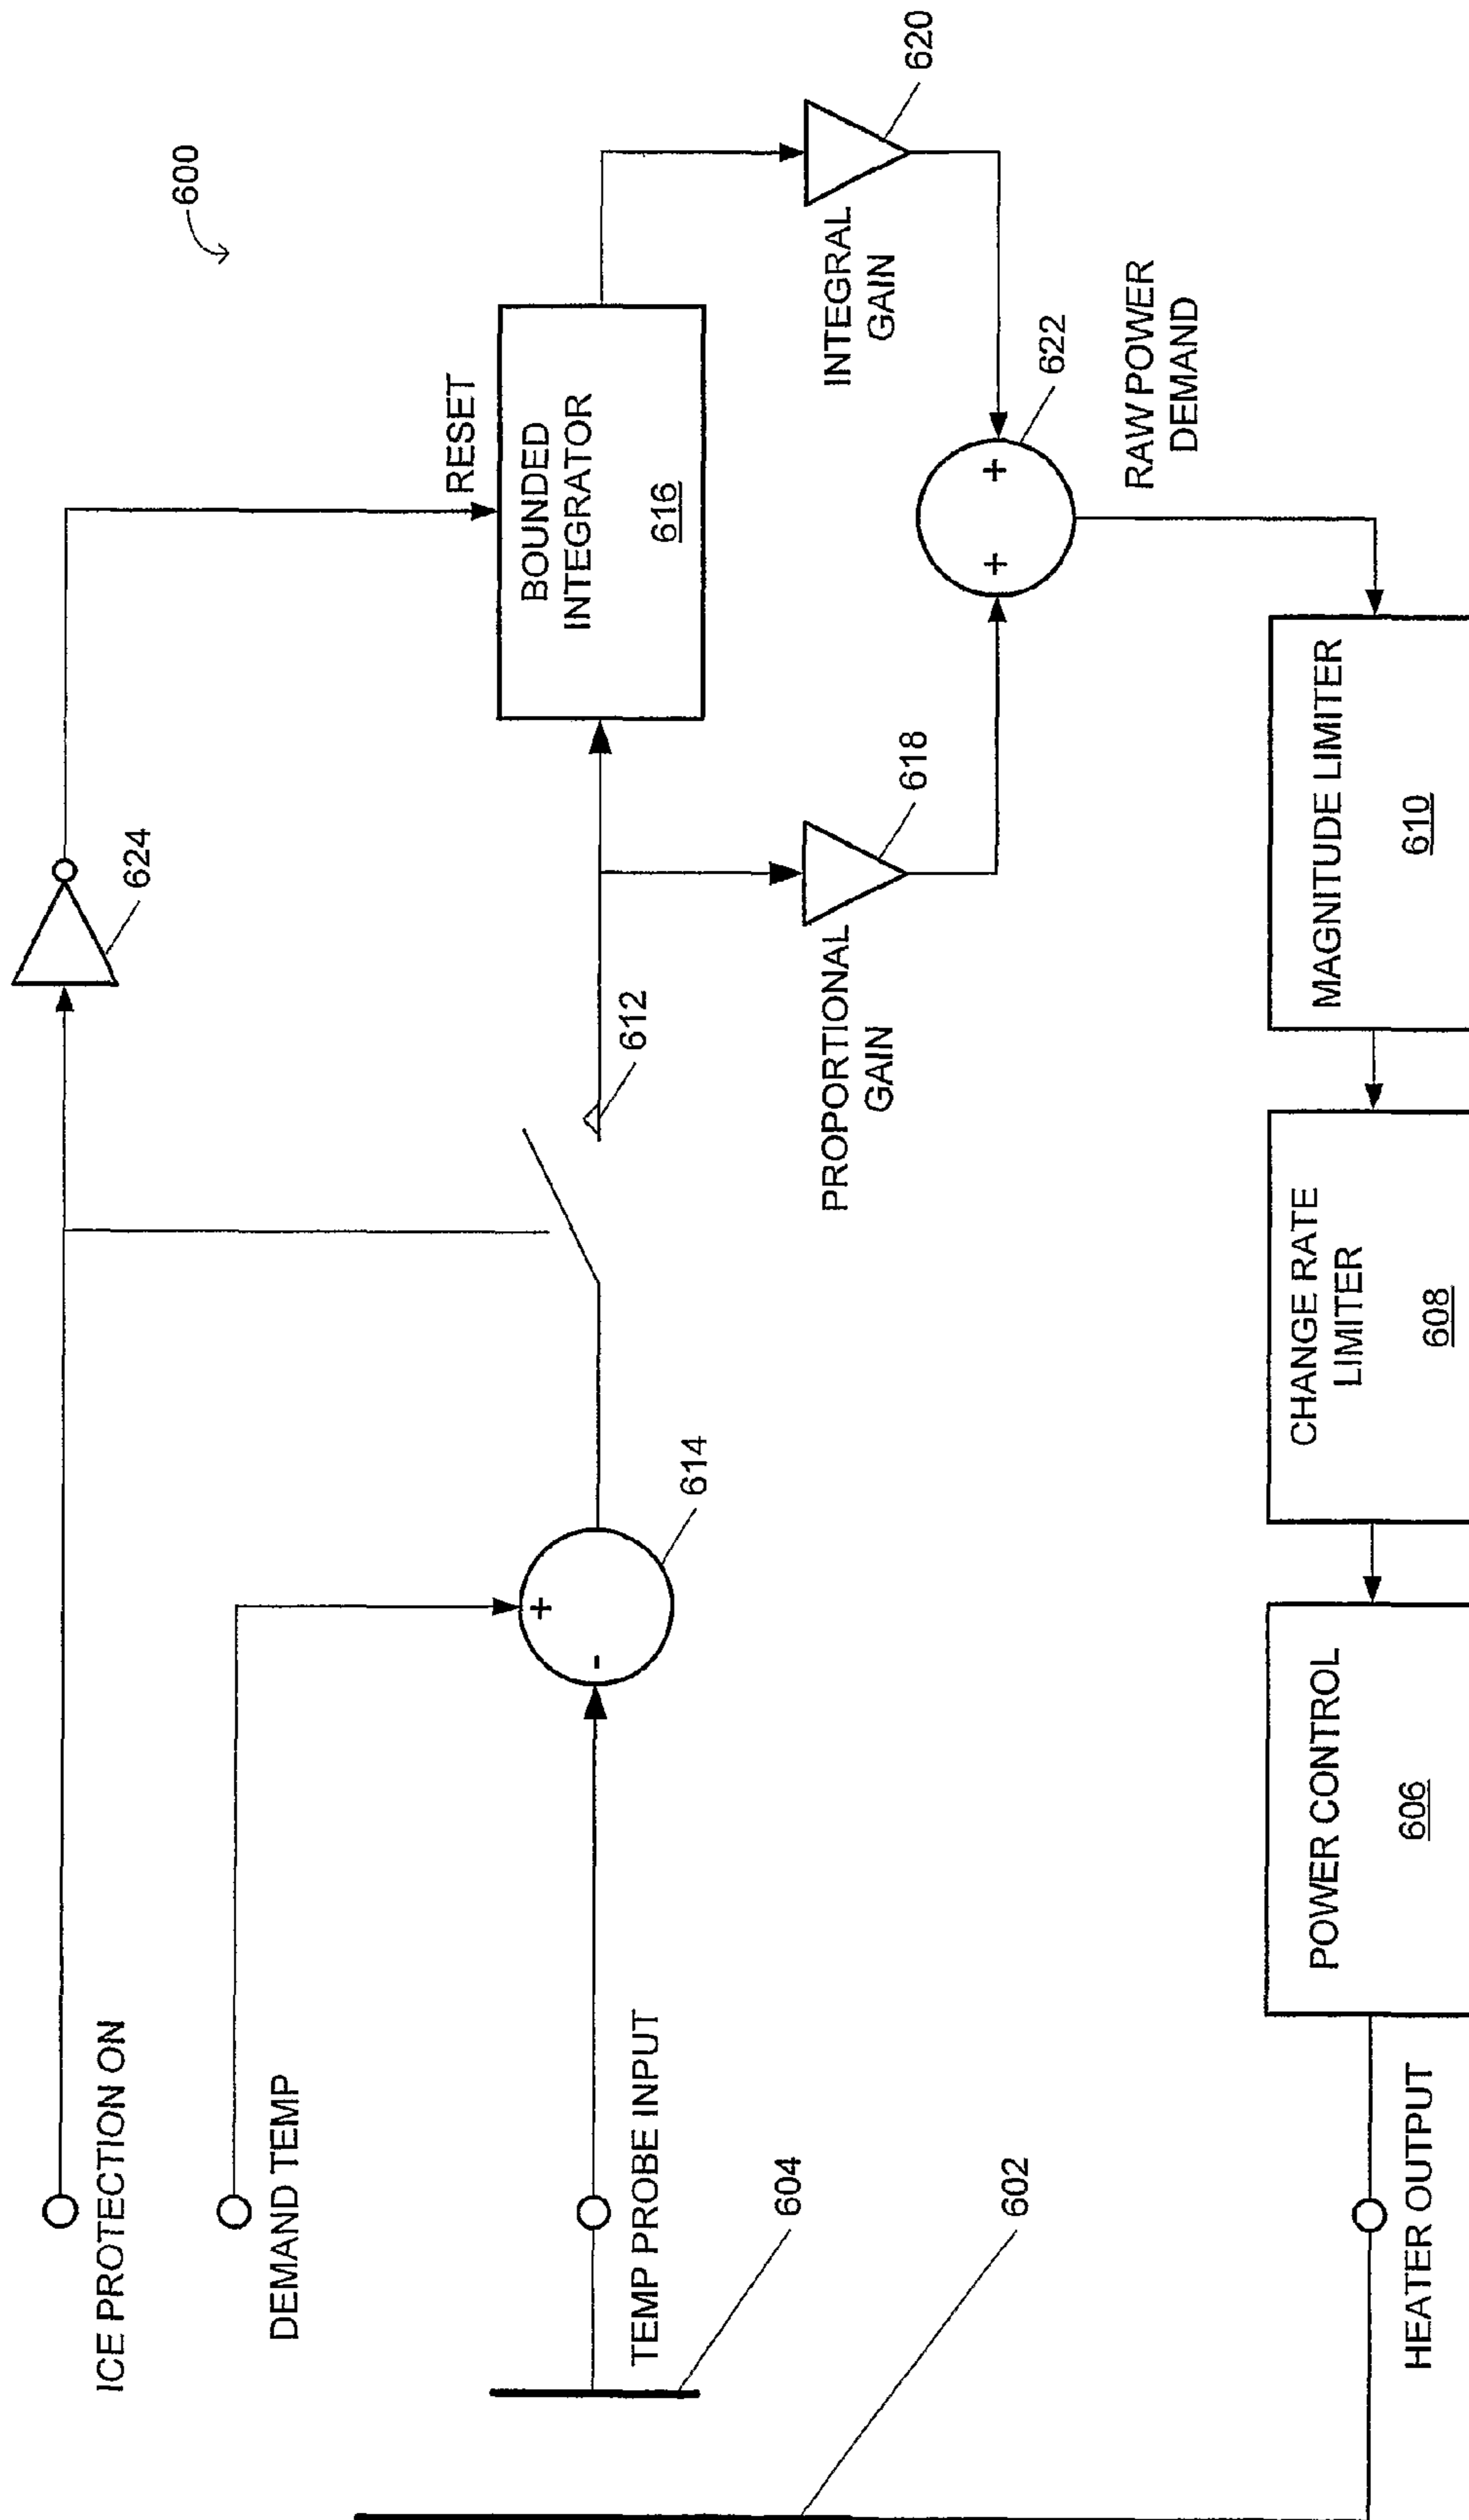 600
ICE PROTECTION ON
624
DEMAND TEMP
RESET
BOUNDED
INTEGRATOR
616
614
612
TEMP PROBE INPUT
604
602
PROPORTIONAL
GAIN
618
INTEGRAL
GAIN
620
+
-
+
+
622
RAW POWER
DEMAND
HEATER OUTPUT
POWER CONTROL
606
CHANGE RATE
LIMITER
608
MAGNITUDE LIMITER
610